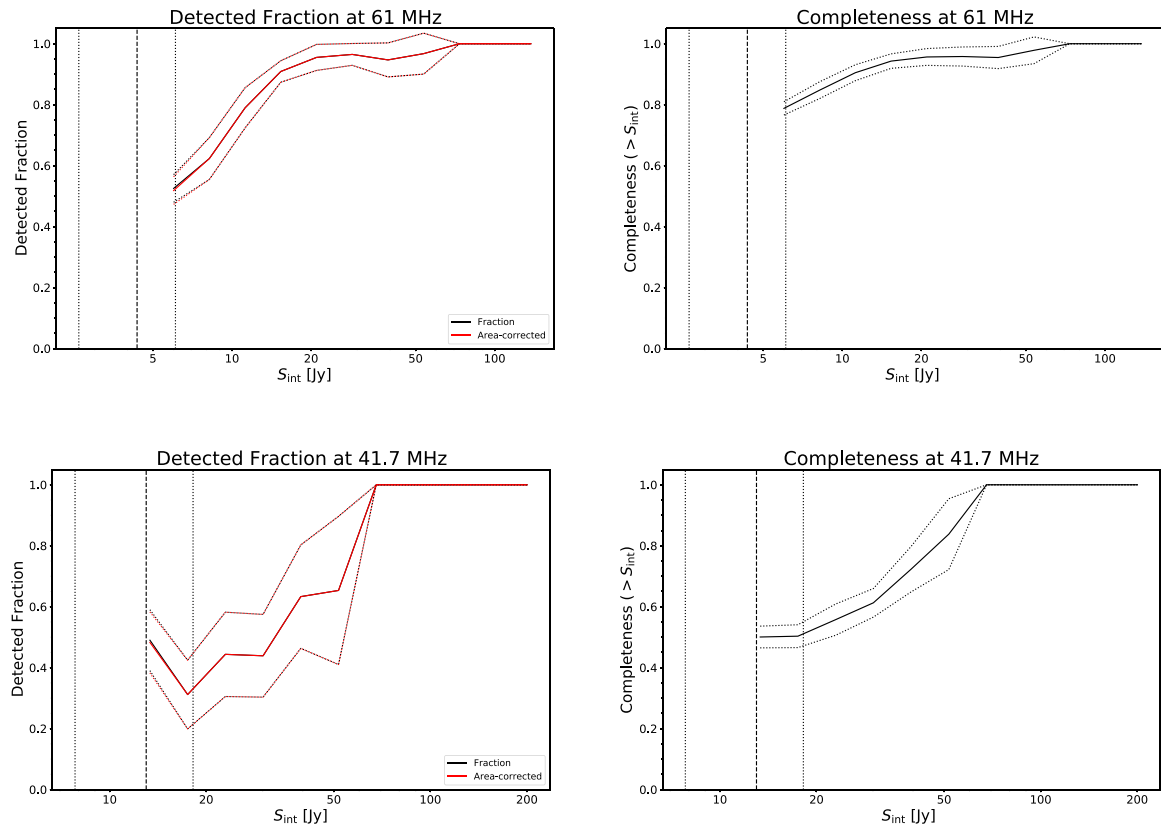 Detected Fraction at 61 MHz
Detected Fraction
1.0
0.8
0.6
0.4
0.2
0.0
5
10
20
50
100
S_int [Jy]
Fraction
Area-corrected
Completeness at 61 MHz
Completeness ( > S_int)
1.0
0.8
0.6
0.4
0.2
0.0
5
10
20
50
100
S_int [Jy]
Detected Fraction at 41.7 MHz
Detected Fraction
1.0
0.8
0.6
0.4
0.2
0.0
10
20
50
100
200
S_int [Jy]
Fraction
Area-corrected
Completeness at 41.7 MHz
Completeness ( > S_int)
1.0
0.8
0.6
0.4
0.2
0.0
10
20
50
100
200
S_int [Jy]